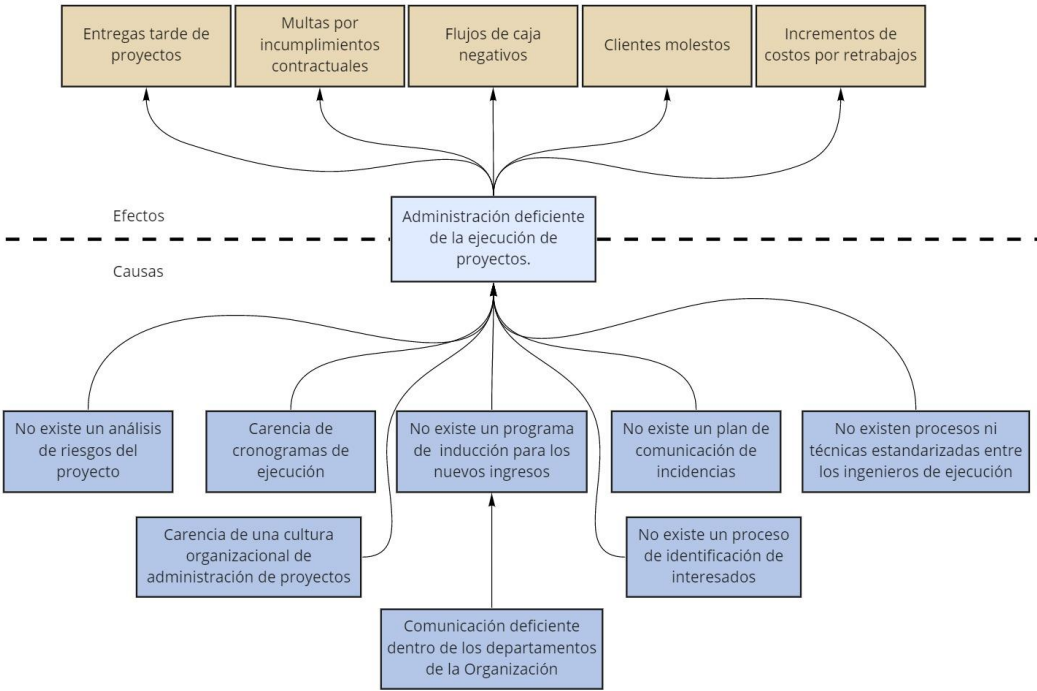 Entregas tarde de
proyectos
Multas por
incumplimientos
contractuales
Flujos de caja
negativos
Clientes molestos
Incrementos de
costos por retrabajos
Efectos
Administración deficiente
de la ejecución de
proyectos.
Causas
No existe un análisis
de riesgos del
proyecto
Carencia de
cronogramas de
ejecución
No existe un programa
de inducción para los
nuevos ingresos
No existe un plan de
comunicación de
incidencias
No existen procesos ni
técnicas estandarizadas entre
los ingenieros de ejecución
Carencia de una cultura
organizacional de
administración de proyectos
No existe un proceso
de identificación de
interesados
Comunicación deficiente
dentro de los departamentos
de la Organización